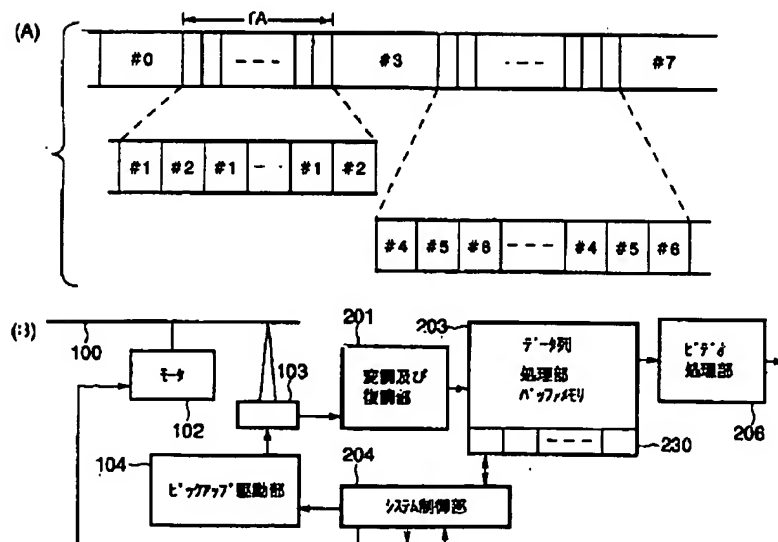 (A)
rA
#0 --- #3 --- #7
#1 #2 #1 -- #1 #2
#4 #5 #6 --- #4 #5 #6
(B)
100
モータ
102
103
104
ピックアップ駆動部
201
変調及び
復調部
203
データ列
処理部
バッファメモリ
---
230
ビデオ
処理部
206
204
システム制御部